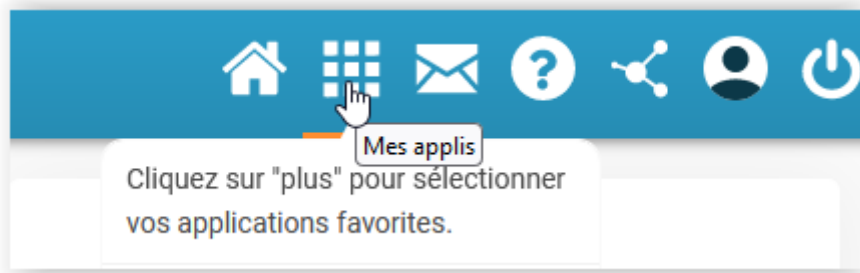 Mes applis
Cliquez sur "plus" pour sélectionner
vos applications favorites.